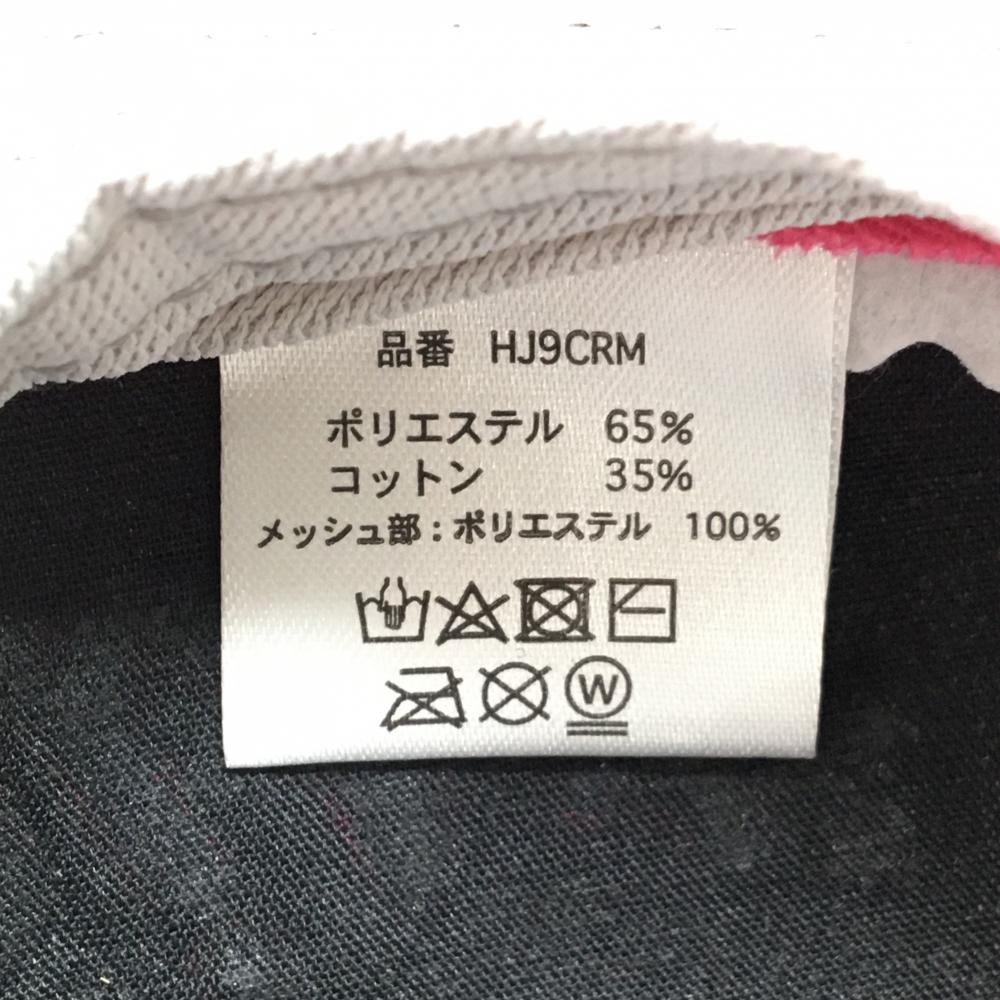 品番 HJ9CRM
ポリエステル 65%
コットン 35%
メッシュ部：ポリエステル 100%
W